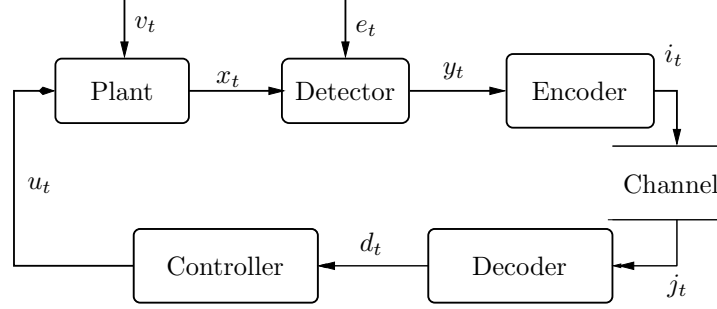 v_t
e_t
Plant
x_t
Detector
y_t
Encoder
i_t
u_t
Channel
Controller
d_t
Decoder
j_t